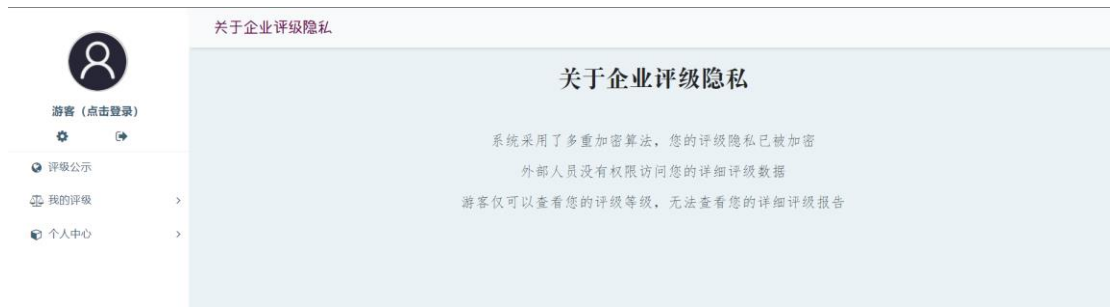 关于企业评级隐私
游客（点击登录）
评级公示
我的评级
个人中心
关于企业评级隐私
系统采用了多重加密算法，您的评级隐私已被加密
外部人员没有权限访问您的详细评级数据
游客仅可以查看您的评级等级，无法查看您的详细评级报告